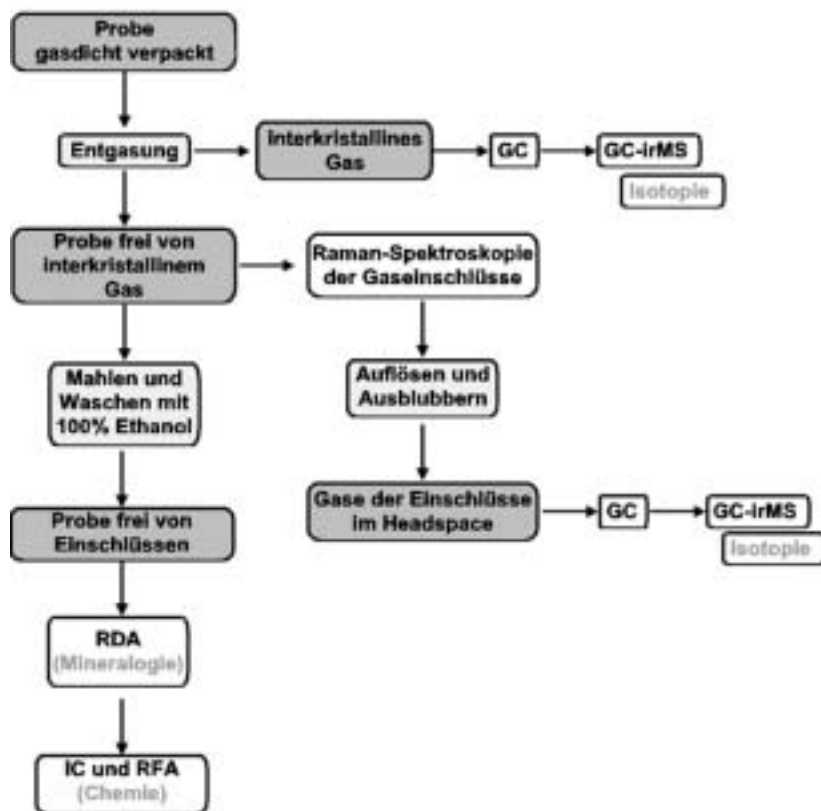 Probe
gasdicht verpackt
Entgasung
interkristallines
Gas
GC
GC-irMS
Isotopie
Probe frei von
interkristallinem
Gas
Raman-Spektroskopie
der Gaseinschlüsse
Mahlen und
Waschen mit
100% Ethanol
Auflösen und
Ausblubbern
Probe frei von
Einschlüssen
Gase der Einschlüsse
im Headspace
GC
GC-irMS
Isotopie
RDA
(Mineralogie)
IC und RFA
(Chemie)